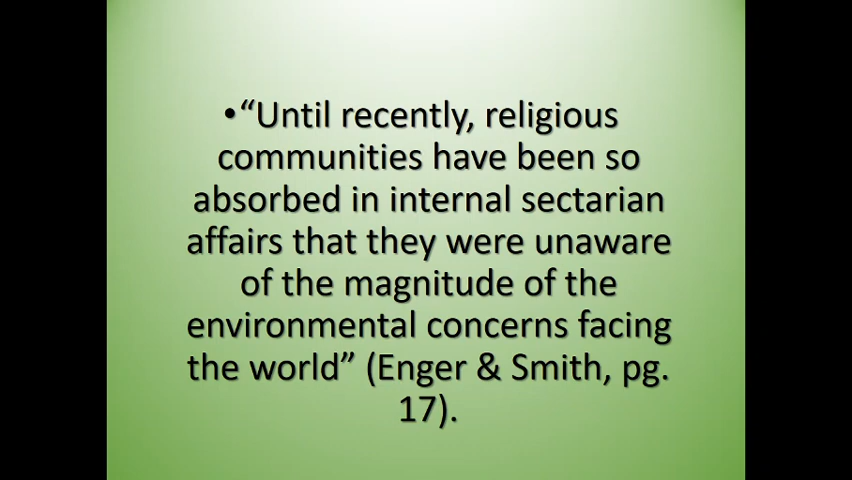 •“Until recently, religious
communities have been so
absorbed in internal sectarian
affairs that they were unaware
of the magnitude of the
environmental concerns facing
the world” (Enger & Smith, pg.
17).